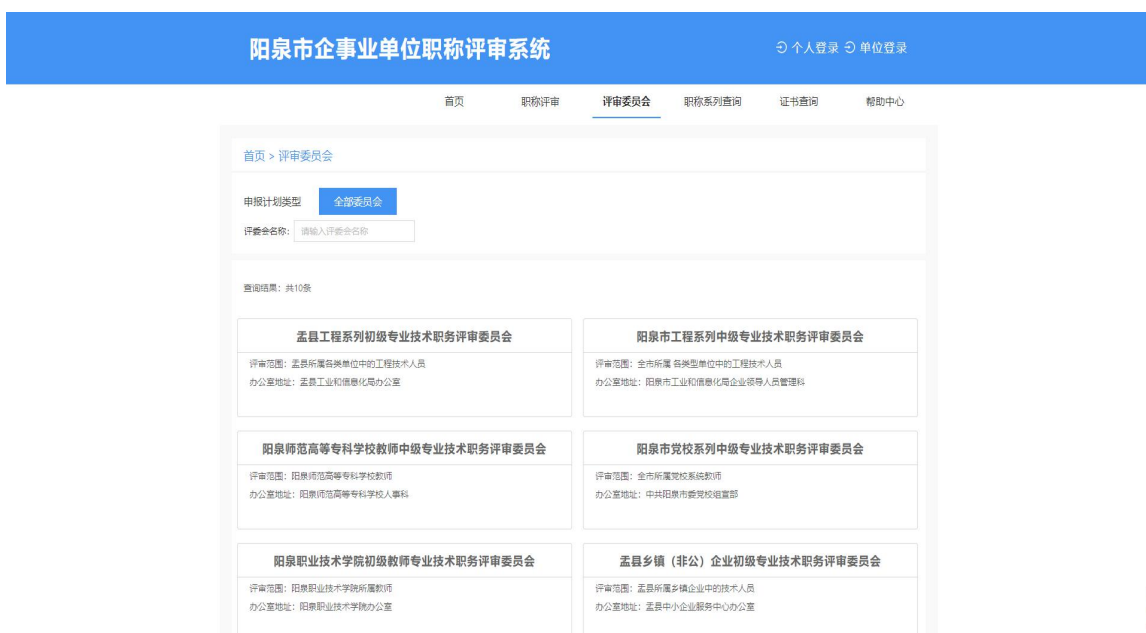 阳泉市企事业单位职称评审系统
个人登录 单位登录
首页 职称评审 评审委员会 职称系列查询 证书查询 帮助中心
首页 > 评审委员会
申报计划类型 全部委员会
评委会名称: 请输入评委会名称
查询结果: 共10条
盂县工程系列初级专业技术职务评审委员会
评审范围: 盂县所属各类单位中的工程技术人员
办公室地址: 盂县工业和信息化局办公室
阳泉市工程系列中级专业技术职务评审委员会
评审范围: 全市所属 各类型单位中的工程技术人员
办公室地址: 阳泉市工业和信息化局企业领导人员管理科
阳泉师范高等专科学校教师中级专业技术职务评审委员会
评审范围: 阳泉师范高等专科学校教师
办公室地址: 阳泉师范高等专科学校人事科
阳泉市党校系列中级专业技术职务评审委员会
评审范围: 全市所属党校系统教师
办公室地址: 中共阳泉市委党校组宣部
阳泉职业技术学院初级教师专业技术职务评审委员会
评审范围: 阳泉职业技术学院所属教师
办公室地址: 阳泉职业技术学院办公室
盂县乡镇（非公）企业初级专业技术职务评审委员会
评审范围: 盂县所属乡镇企业中的技术人员
办公室地址: 盂县中小企业服务中心办公室